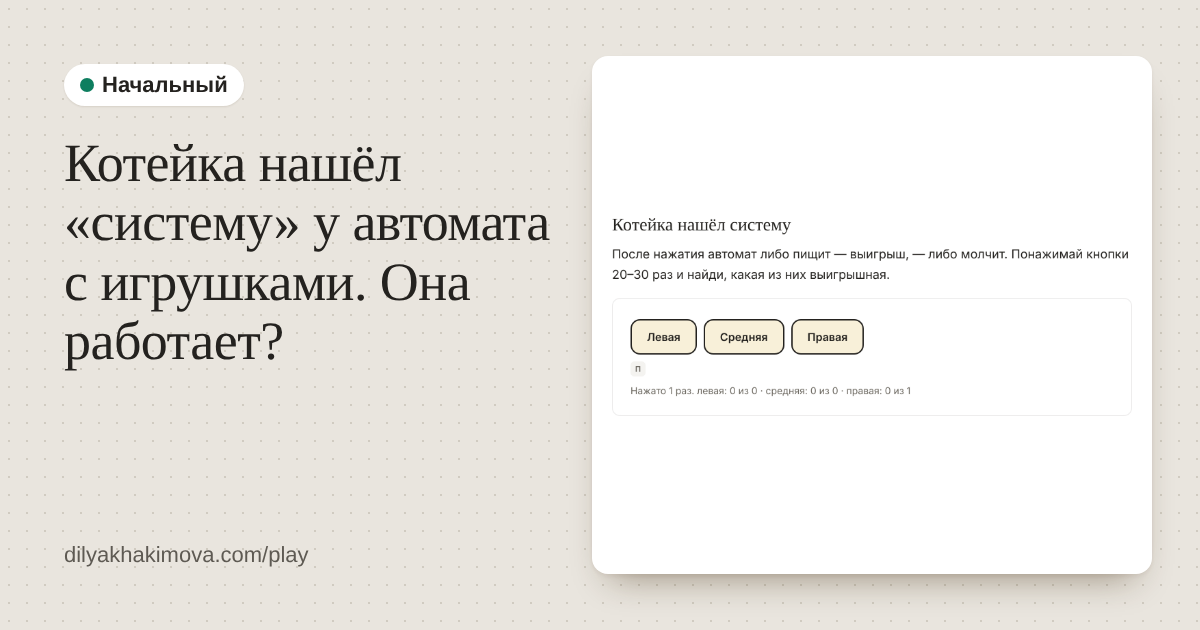 Начальный
Котейка нашёл
«систему» у автомата
с игрушками. Она
работает?
dilyakhakimova.com/play
Котейка нашёл систему
После нажатия автомат либо пищит — выигрыш, — либо молчит. Понажимай кнопки
20–30 раз и найди, какая из них выигрышная.
Левая Средняя Правая
П
Нажато 1 раз. левая: 0 из 0 · средняя: 0 из 0 · правая: 0 из 1